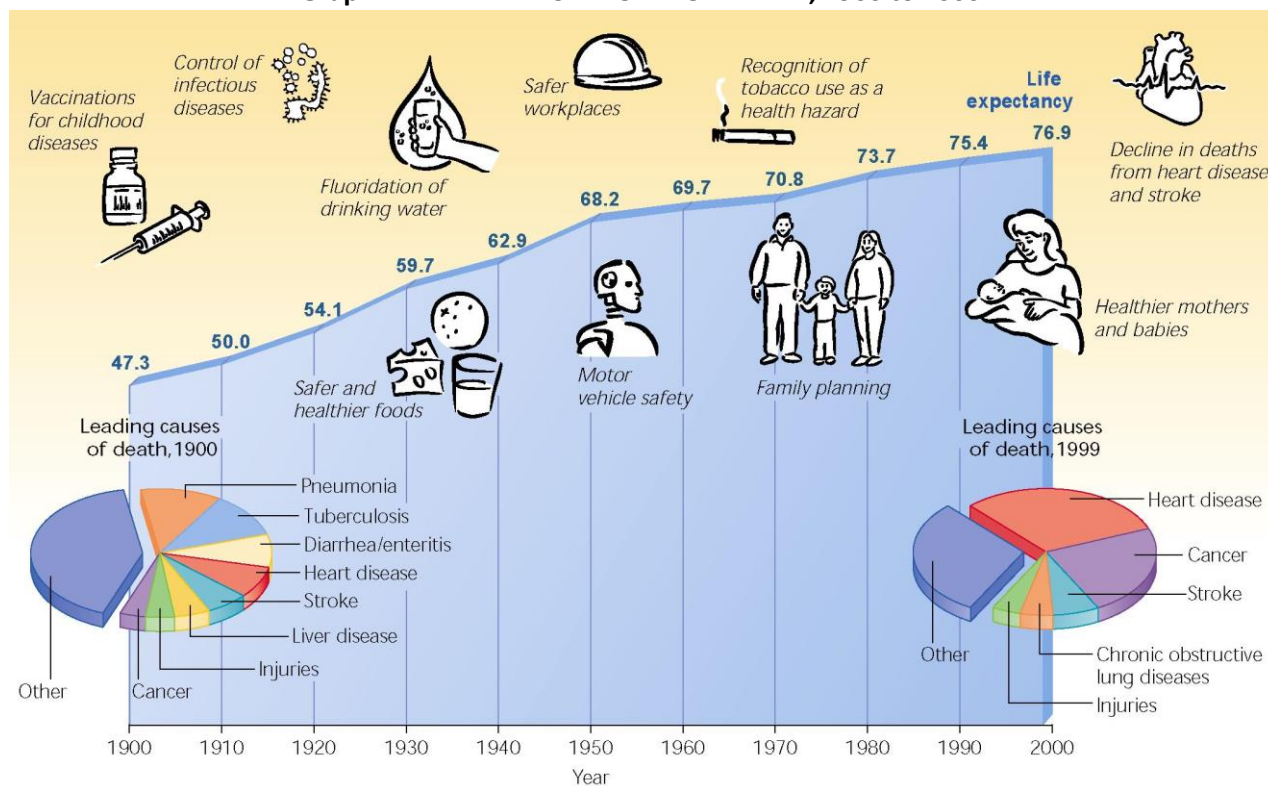 Vaccinations
for childhood
diseases
Control of
infectious
diseases
Fluoridation of
drinking water
Safer
workplaces
Recognition of
tobacco use as a
health hazard
Life
expectancy
Decline in deaths
from heart disease
and stroke
47.3
50.0
54.1
59.7
62.9
68.2
69.7
70.8
73.7
75.4
76.9
Safer and
healthier foods
Motor
vehicle safety
Family planning
Healthier mothers
and babies
Leading causes
of death, 1900
Pneumonia
Tuberculosis
Diarrhea/enteritis
Heart disease
Stroke
Liver disease
Injuries
Cancer
Other
Leading causes
of death, 1999
Heart disease
Cancer
Stroke
Chronic obstructive
lung diseases
Injuries
Other
1900 1910 1920 1930 1940 1950 1960 1970 1980 1990 2000
Year